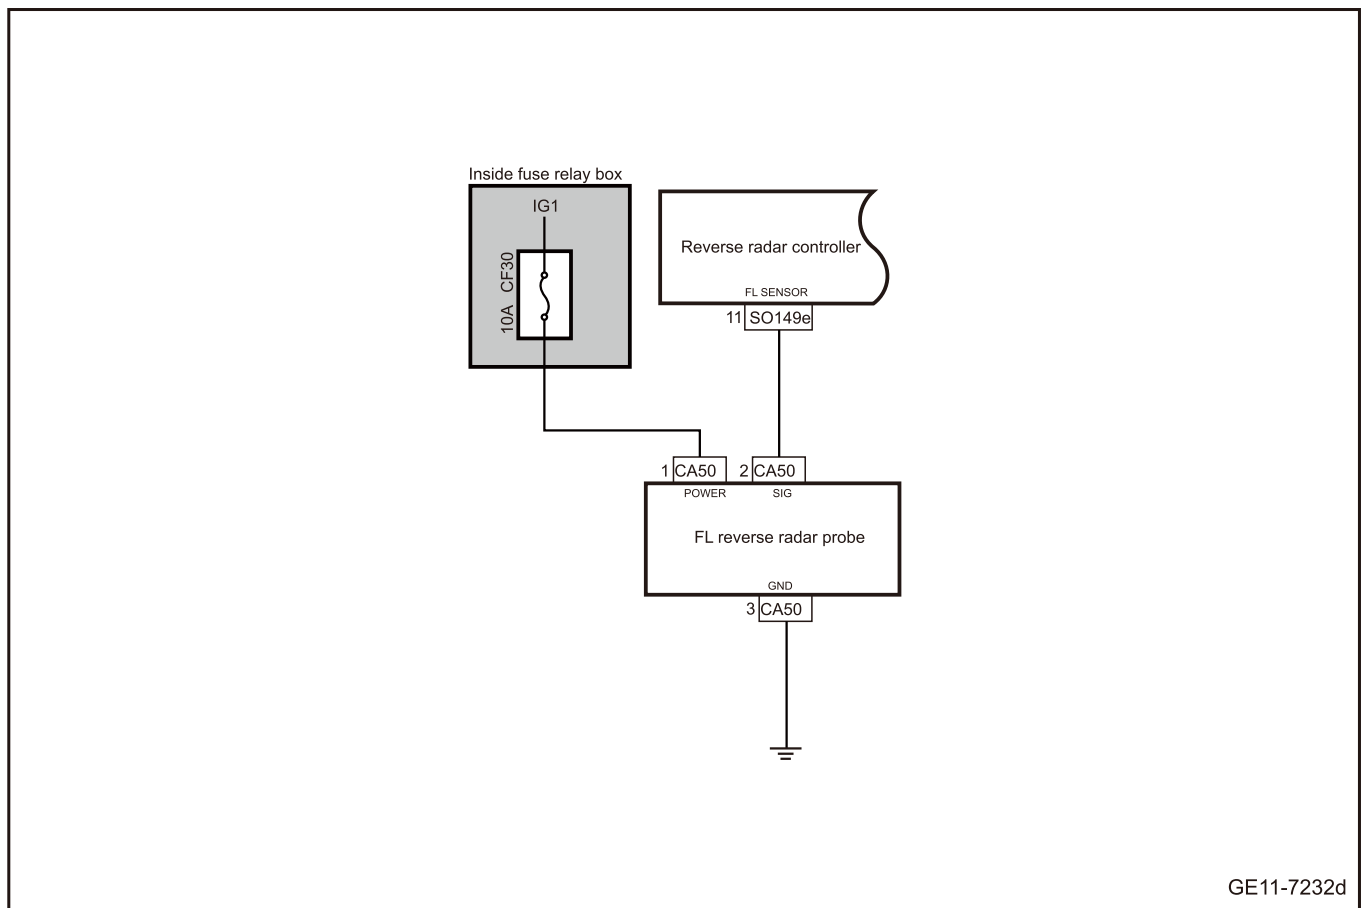 Inside fuse relay box
IG1
CF30
10A
Reverse radar controller
FL SENSOR
11 SO149e
1 CA50
2 CA50
POWER
SIG
FL reverse radar probe
GND
3 CA50
GE11-7232d